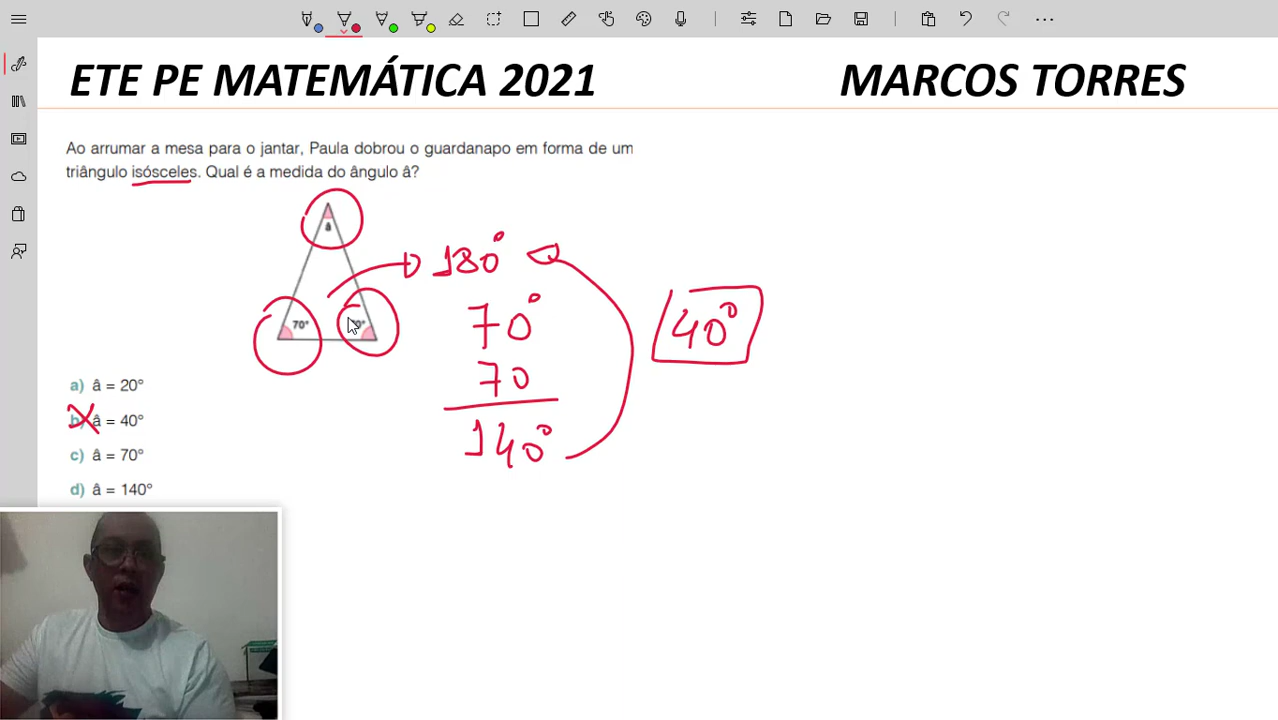 ETE PE MATEMÁTICA 2021 MARCOS TORRES
Ao arrumar a mesa para o jantar, Paula dobrou o guardanapo em forma de um
triângulo isósceles. Qual é a medida do ângulo â?
â
180°
70°
70°
40°
70
140°
a) â = 20°
b) â = 40°
c) â = 70°
d) â = 140°